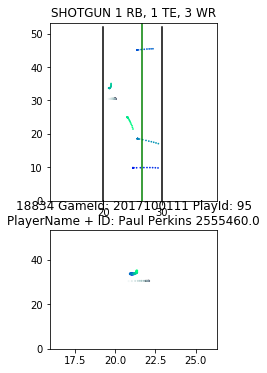 SHOTGUN 1 RB, 1 TE, 3 WR
50
40
30
20
10
0
20 30
18834 GameId: 2017100111 PlayId: 95
PlayerName + ID: Paul Perkins 2555460.0
40
20
0
17.5 20.0 22.5 25.0